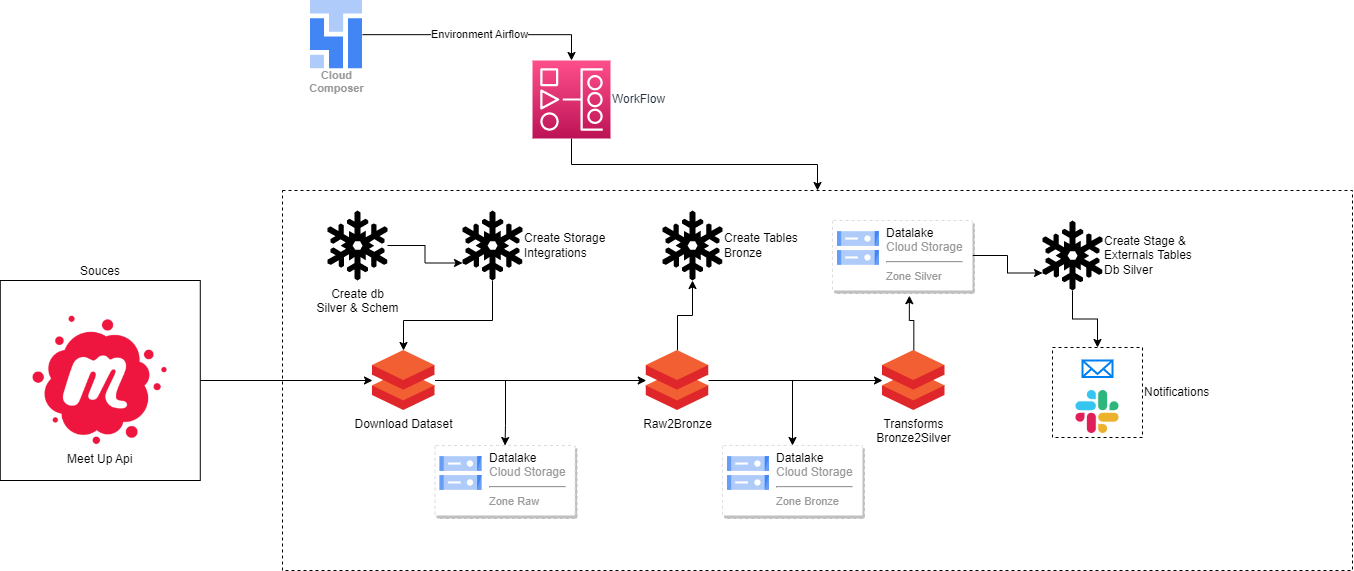 Cloud
Composer
Environment Airflow
WorkFlow
Souces
Meet Up Api
Create db
Silver & Schem
Create Storage
Integrations
Create Tables
Bronze
Datalake
Cloud Storage
Zone Silver
Create Stage &
Externals Tables
Db Silver
Download Dataset
Raw2Bronze
Transforms
Bronze2Silver
Notifications
Datalake
Cloud Storage
Zone Raw
Datalake
Cloud Storage
Zone Bronze